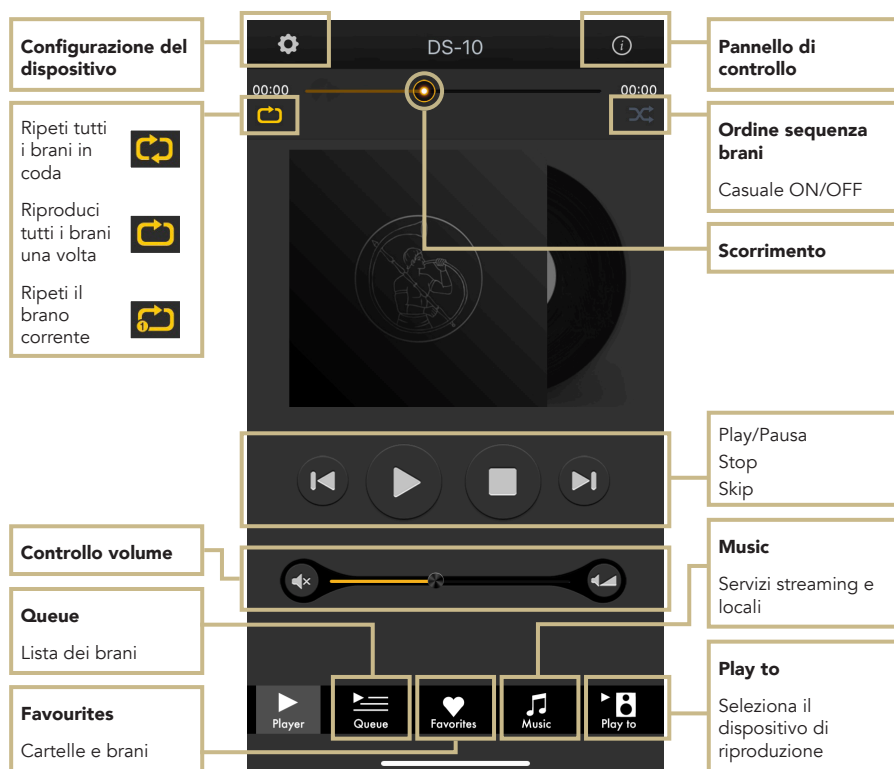 Configurazione del
dispositivo
Ripeti tutti
i brani in
coda
Riproduci
tutti i brani
una volta
Ripeti il
brano
corrente
1
Controllo volume
Queue
Lista dei brani
Favourites
Cartelle e brani
DS-10
i
00:00
00:00
Player
Queue
Favorites
Music
Play to
Pannello di
controllo
Ordine sequenza
brani
Casuale ON/OFF
Scorrimento
Play/Pausa
Stop
Skip
Music
Servizi streaming e
locali
Play to
Seleziona il
dispositivo di
riproduzione